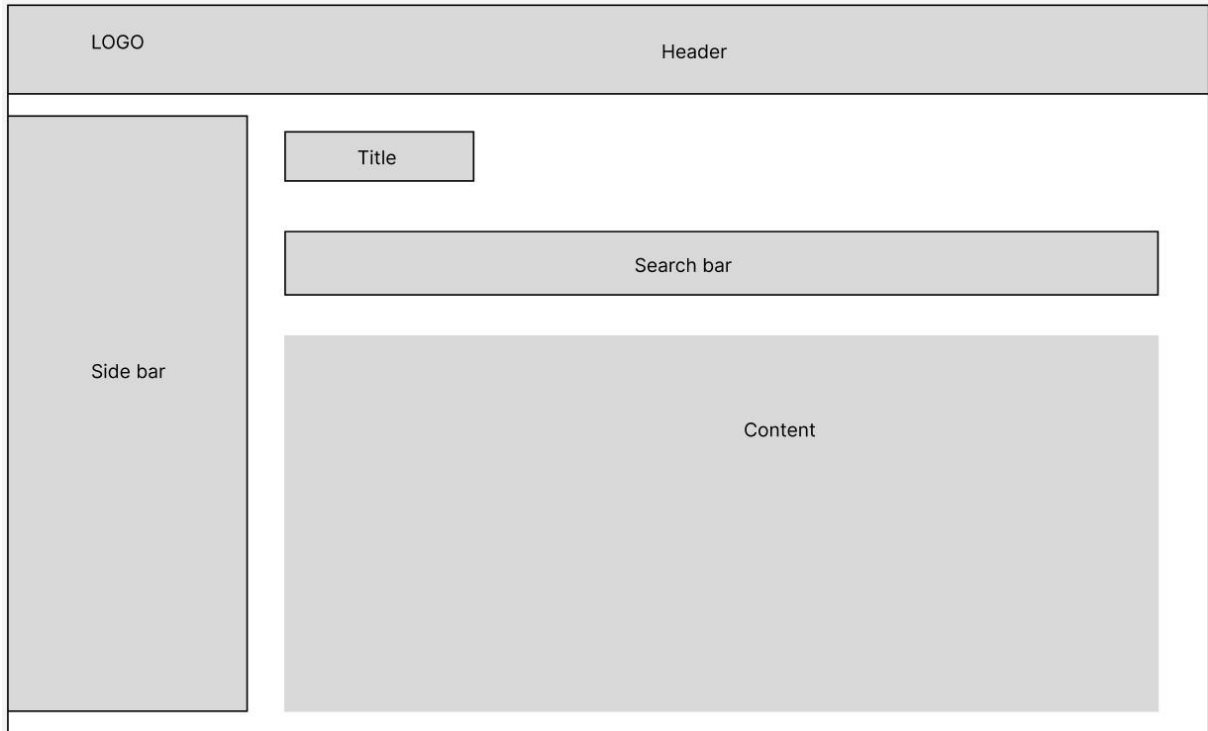 LOGO
Header
Title
Search bar
Side bar
Content